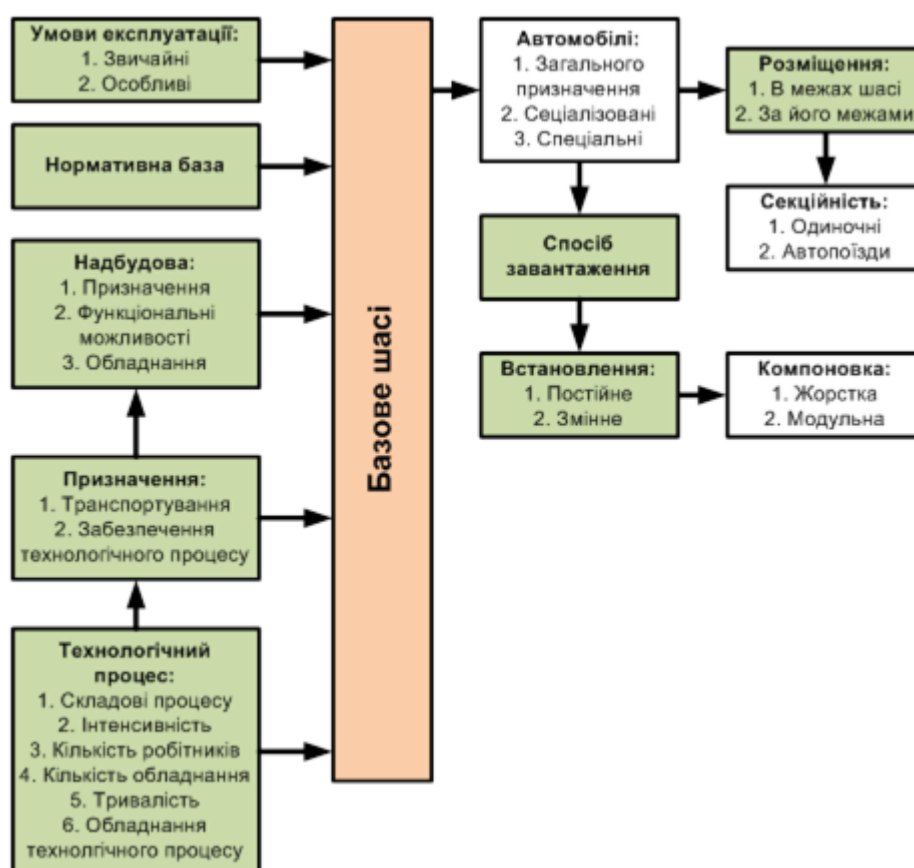 Умови експлуатації:
1. Звичайні
2. Особливі
Нормативна база
Надбудова:
1. Призначення
2. Функціональні
можливості
3. Обладнання
Призначення:
1. Транспортування
2. Забезпечення
технологічного процесу
Технологічний
процес:
1. Складові процесу
2. Інтенсивність
3. Кількість робітників
4. Кількість обладнання
5. Тривалість
6. Обладнання
технолгічного процесу
Базове шасі
Автомобілі:
1. Загального
призначення
2. Сеціалізовані
3. Спеціальні
Розміщення:
1. В межах шасі
2. За його межами
Секційність:
1. Одиночні
2. Автопоїзди
Спосіб
завантаження
Встановлення:
1. Постійне
2. Змінне
Компоновка:
1. Жорстка
2. Модульна